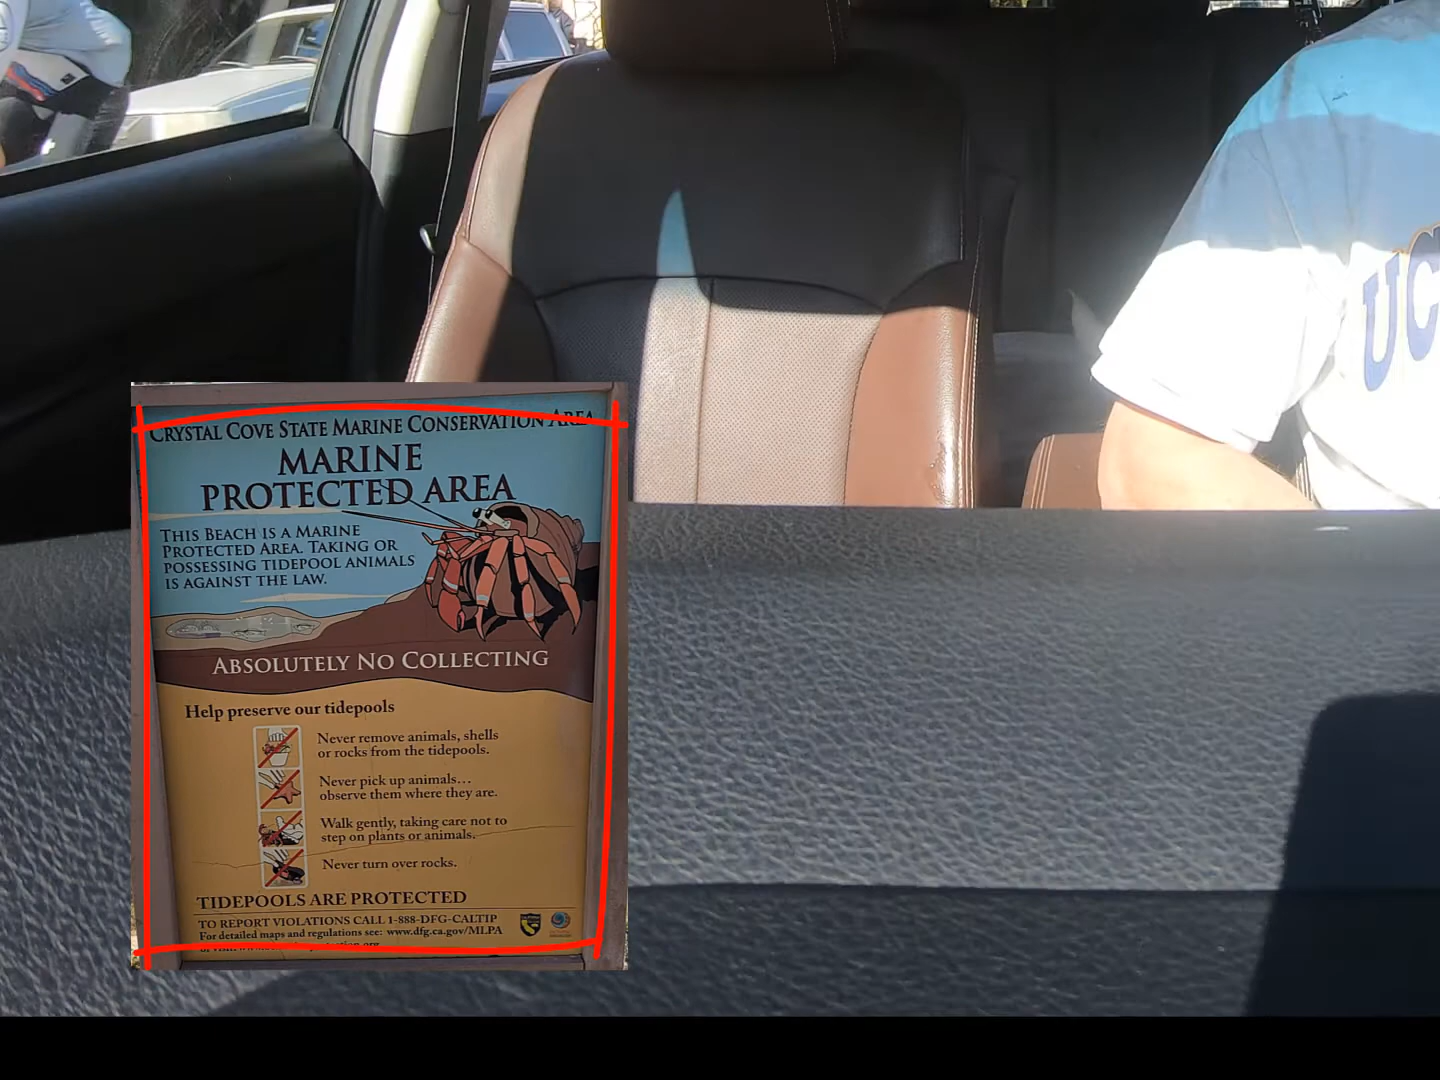 CRYSTAL COVE STATE MARINE CONSERVATION AREA
MARINE
PROTECTED AREA
THIS BEACH IS A MARINE
PROTECTED AREA. TAKING OR
POSSESSING TIDEPOOL ANIMALS
IS AGAINST THE LAW.
ABSOLUTELY NO COLLECTING
Help preserve our tidepools
Never remove animals, shells
or rocks from the tidepools.
Never pick up animals...
observe them where they are.
Walk gently, taking care not to
step on plants or animals.
Never turn over rocks.
TIDEPOOLS ARE PROTECTED
TO REPORT VIOLATIONS CALL 1-888-DFG-CALTIP
For detailed maps and regulations see: www.dfg.ca.gov/MLPA
UC